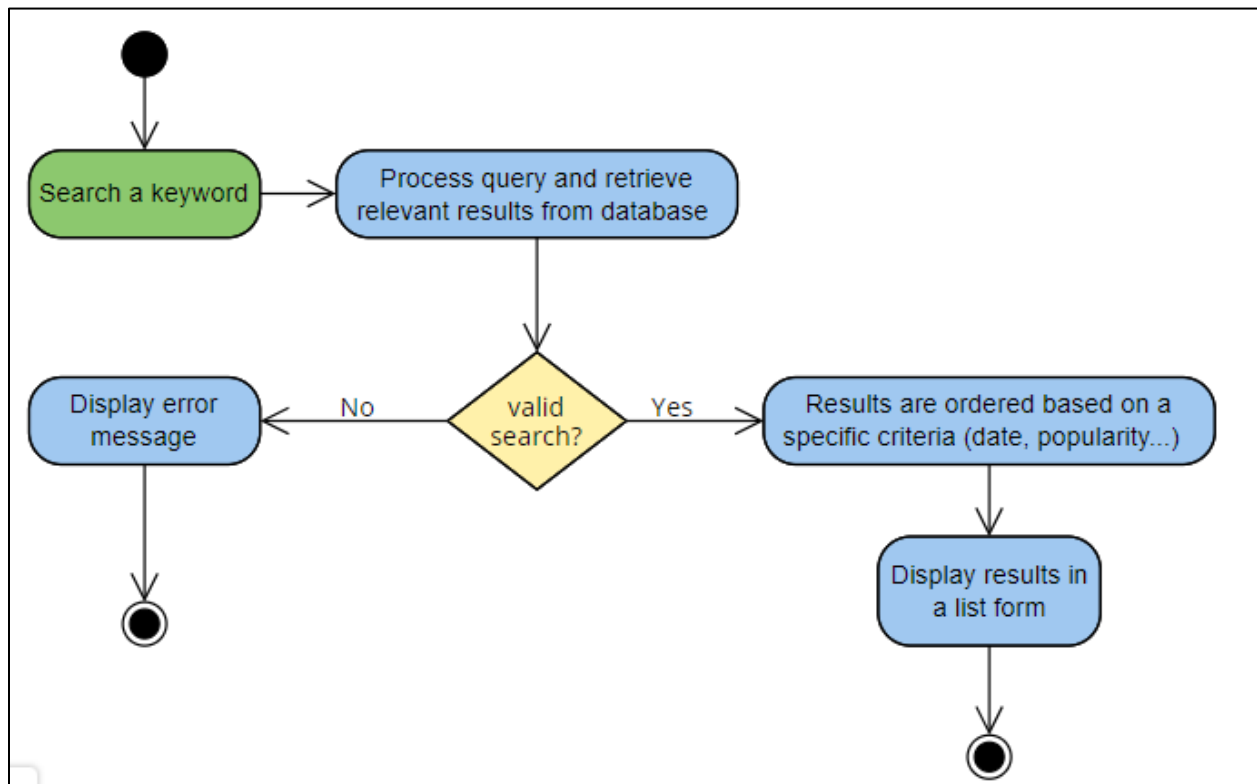 Search a keyword
Process query and retrieve
relevant results from database
Display error
message
No
valid
search?
Yes
Results are ordered based on a
specific criteria (date, popularity...)
Display results in
a list form